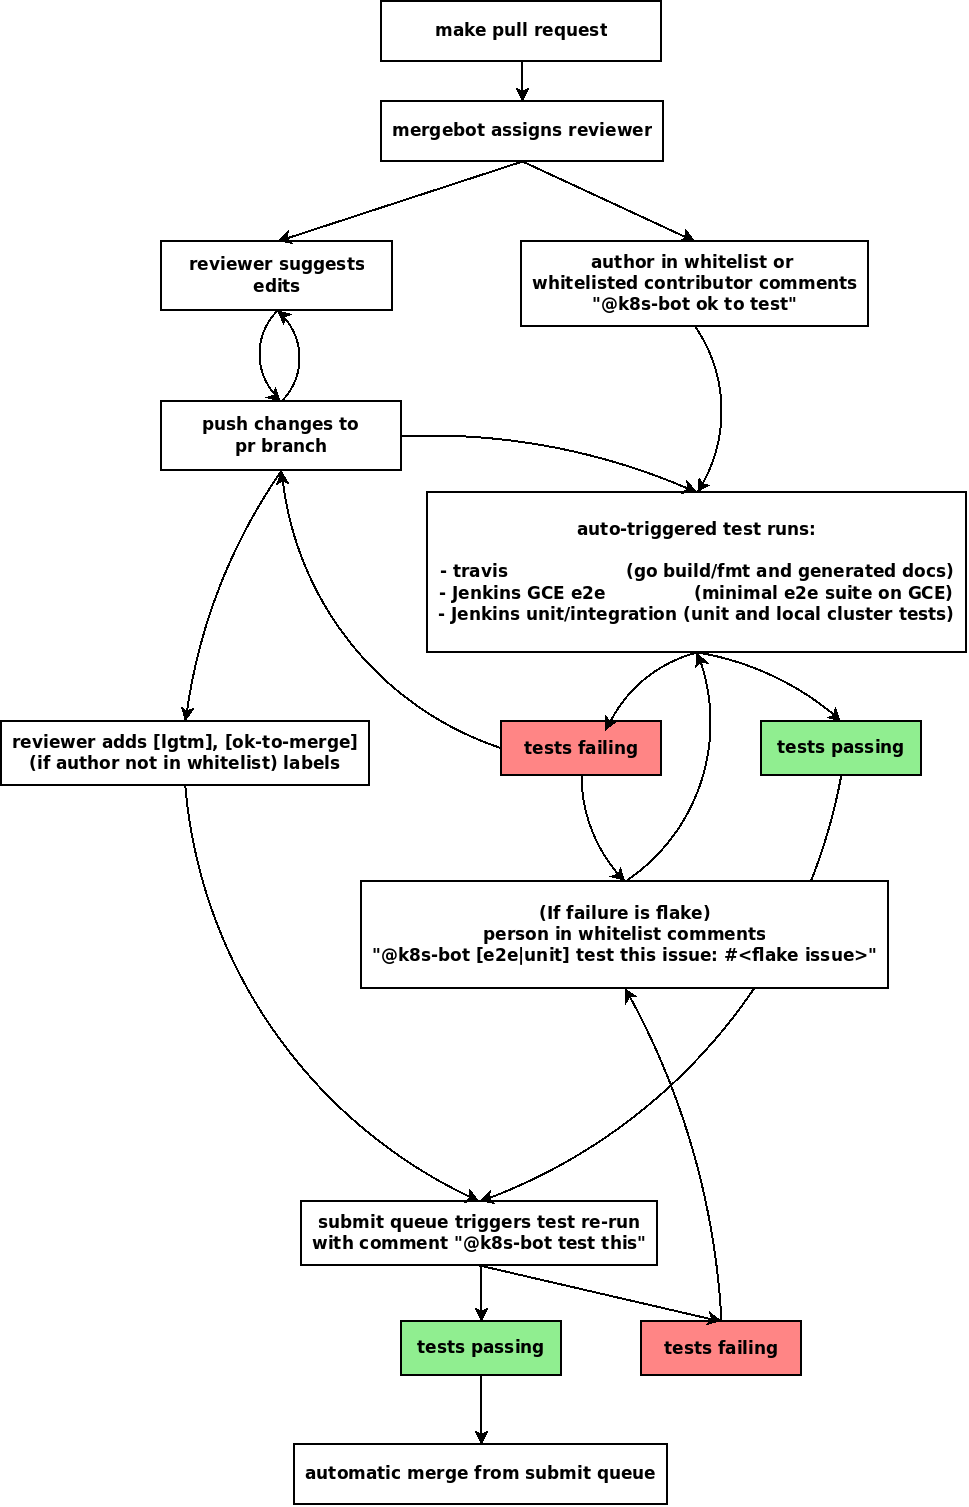 make pull request
mergebot assigns reviewer
reviewer suggests
edits
author in whitelist or
whitelisted contributor comments
"@k8s-bot ok to test"
push changes to
pr branch
auto-triggered test runs:
- travis (go build/fmt and generated docs)
- Jenkins GCE e2e (minimal e2e suite on GCE)
- Jenkins unit/integration (unit and local cluster tests)
reviewer adds [lgtm], [ok-to-merge]
(if author not in whitelist) labels
tests failing
tests passing
(If failure is flake)
person in whitelist comments
"@k8s-bot [e2e|unit] test this issue: #<flake issue>"
submit queue triggers test re-run
with comment "@k8s-bot test this"
tests passing
tests failing
automatic merge from submit queue